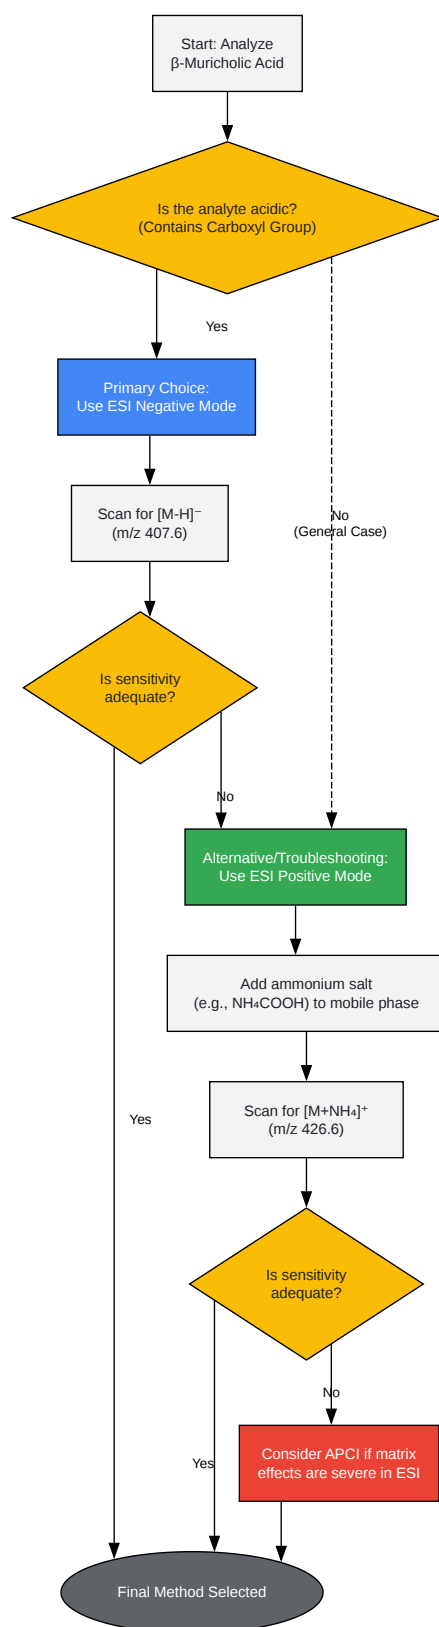 Start: Analyze
β-Muricholic Acid
Is the analyte acidic?
(Contains Carboxyl Group)
Yes
Primary Choice:
Use ESI Negative Mode
Scan for [M-H]⁻
(m/z 407.6)
No
(General Case)
Is sensitivity
adequate?
No
Alternative/Troubleshooting:
Use ESI Positive Mode
Add ammonium salt
(e.g., NH₄COOH) to mobile phase
Scan for [M+NH₄]⁺
(m/z 426.6)
Yes
Is sensitivity
adequate?
No
Consider APCI if matrix
effects are severe in ESI
Yes
Final Method Selected